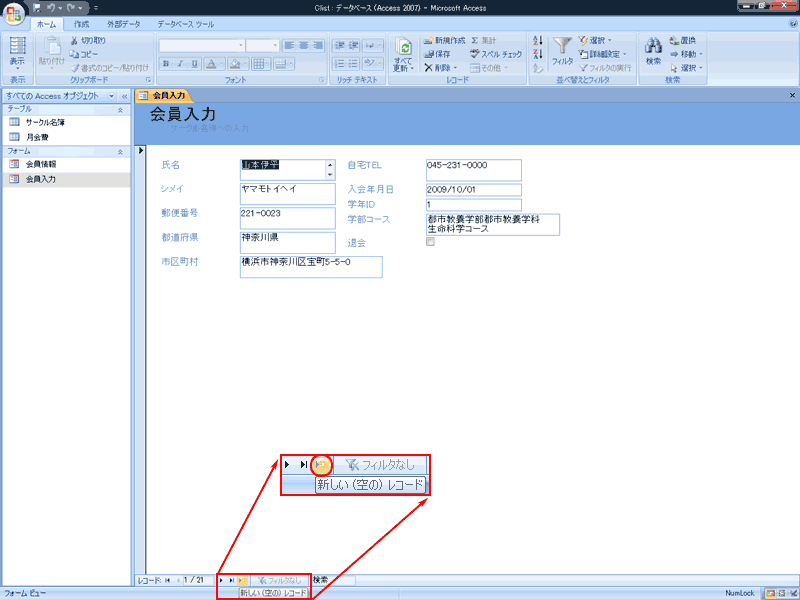 Clist : データベース (Access 2007) - Microsoft Access
ホーム 作成 外部データ データベース ツール
表示
貼り付け
切り取り
コピー
書式のコピー/貼り付け
すべて更新
新規作成 Σ 集計
保存 スペル チェック
削除 その他
フィルタ
選択
詳細設定
フィルタの実行
検索
置換
移動
選択
表示 クリップボード フォント リッチ テキスト レコード 並べ替えとフィルタ 検索
すべての Access オブジェクト
テーブル
サークル名簿
月会費
フォーム
会員情報
会員入力
会員入力
会員入力
サークル名簿への入力
氏名 山本伊平
シメイ ヤマモトイヘイ
郵便番号 221-0023
都道府県 神奈川県
市区町村 横浜市神奈川区宝町5-5-0
自宅TEL 045-231-0000
入会年月日 2009/10/01
学年ID 1
学部コース 都市教養学部都市教養学科
生命科学コース
退会
フィルタなし
新しい (空の) レコード
レコード: 1 / 21 フィルタなし 検索
新しい (空の) レコード
フォーム ビュー NumLock